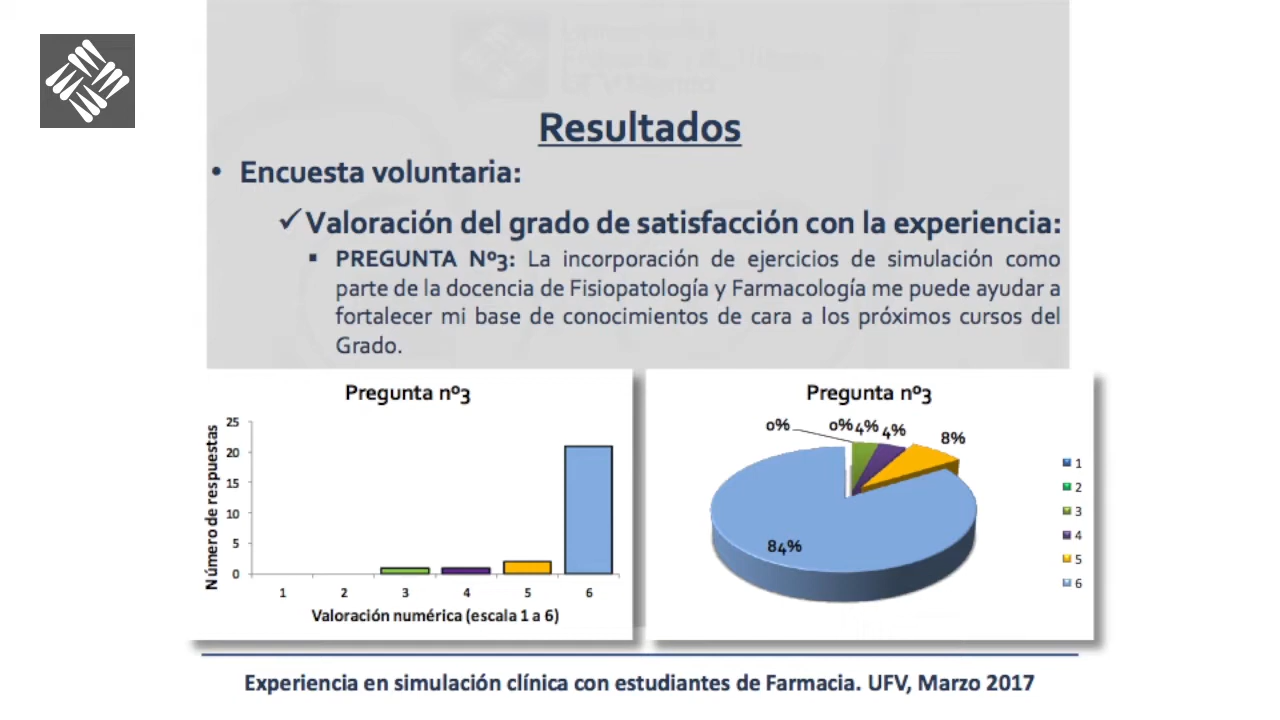 Resultados
• Encuesta voluntaria:
✓ Valoración del grado de satisfacción con la experiencia:
▪ PREGUNTA Nº3: La incorporación de ejercicios de simulación como
parte de la docencia de Fisiopatología y Farmacología me puede ayudar a
fortalecer mi base de conocimientos de cara a los próximos cursos del
Grado.
Pregunta nº3
Número de respuestas
25
20
15
10
5
0
1 2 3 4 5 6
Valoración numérica (escala 1 a 6)
Pregunta nº3
0% 0% 4% 4% 8%
84%
1
2
3
4
5
6
Experiencia en simulación clínica con estudiantes de Farmacia. UFV, Marzo 2017